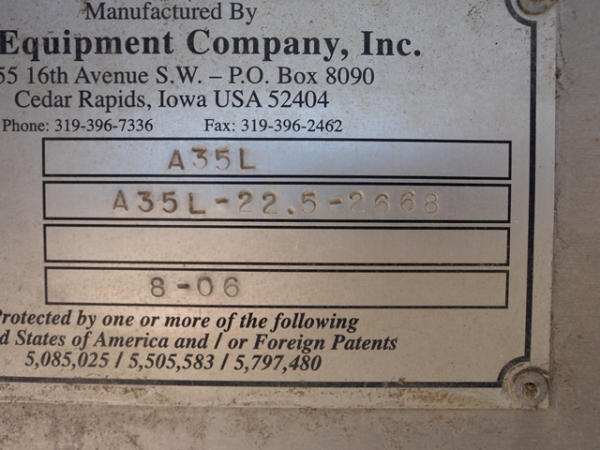 Manufactured By
Equipment Company, Inc.
55 16th Avenue S.W. – P.O. Box 8090
Cedar Rapids, Iowa USA 52404
Phone: 319-396-7336 Fax: 319-396-2462
A35L
A35L-22.5-2668
8-06
Protected by one or more of the following
d States of America and / or Foreign Patents
5,085,025 / 5,505,583 / 5,797,480